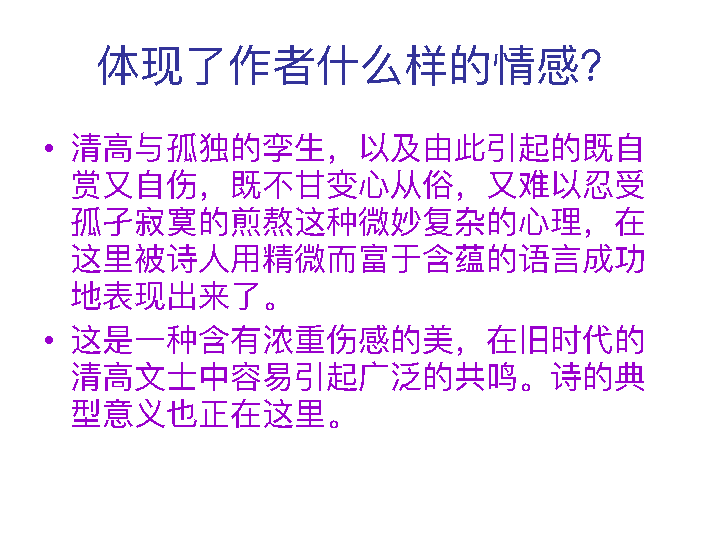 体现了作者什么样的情感？
• 清高与孤独的孪生，以及由此引起的既自
赏又自伤，既不甘变心从俗，又难以忍受
孤孑寂寞的煎熬这种微妙复杂的心理，在
这里被诗人用精微而富于含蕴的语言成功
地表现出来了。
• 这是一种含有浓重伤感的美，在旧时代的
清高文士中容易引起广泛的共鸣。诗的典
型意义也正在这里。